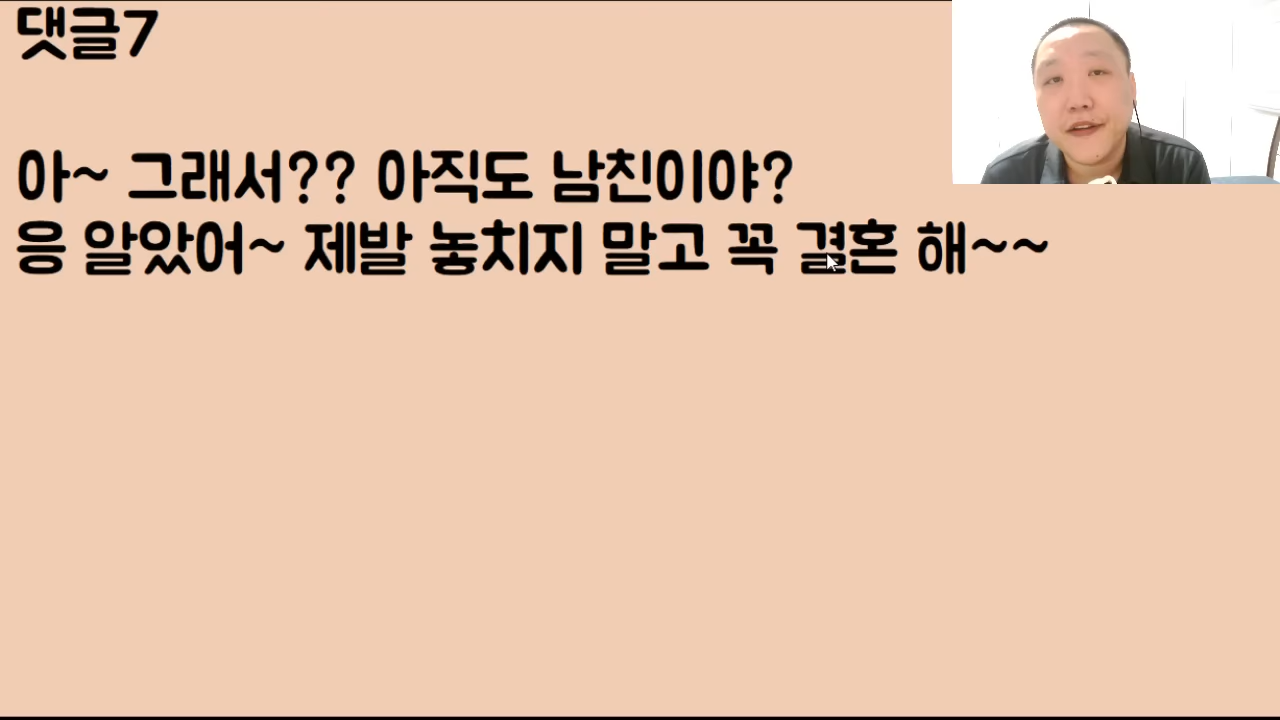 댓글7
아~ 그래서?? 아직도 남친이야?
응 알았어~ 제발 놓치지 말고 꼭 결혼 해~~